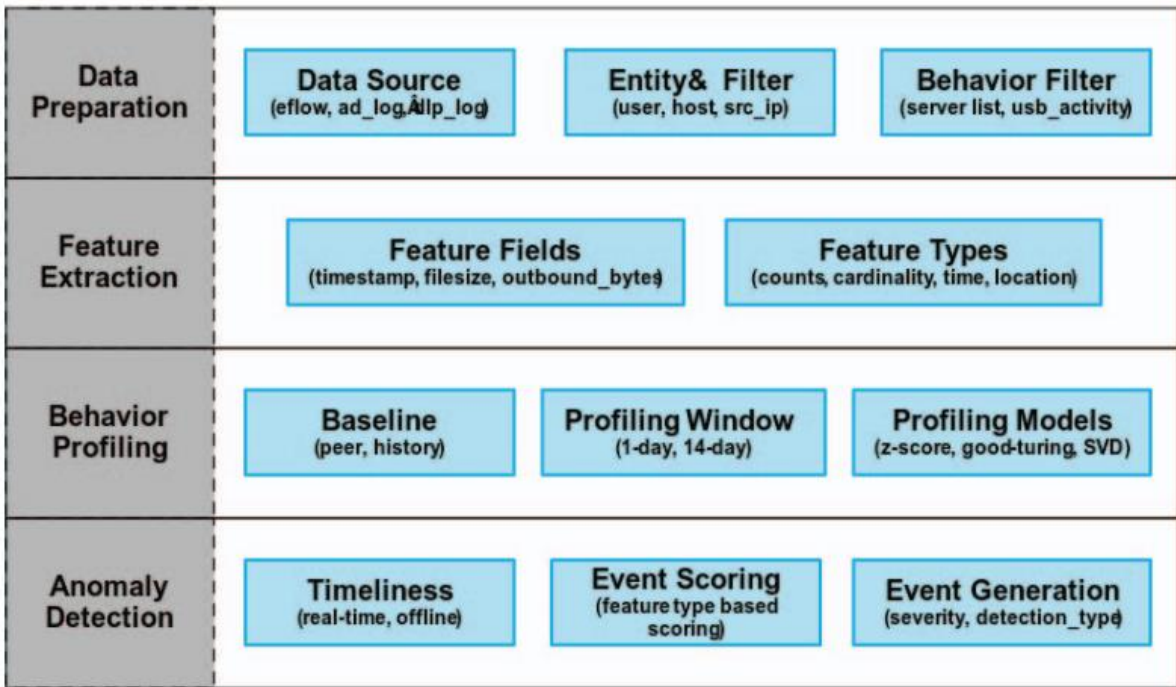 Data
Preparation
Data Source
(eflow, ad_log,Âdlp_log)
Entity& Filter
(user, host, src_ip)
Behavior Filter
(server list, usb_activity)
Feature
Extraction
Feature Fields
(timestamp, filesize, outbound_bytes)
Feature Types
(counts, cardinality, time, location)
Behavior
Profiling
Baseline
(peer, history)
Profiling Window
(1-day, 14-day)
Profiling Models
(z-score, good-turing, SVD)
Anomaly
Detection
Timeliness
(real-time, offline)
Event Scoring
(feature type based
scoring)
Event Generation
(severity, detection_type)